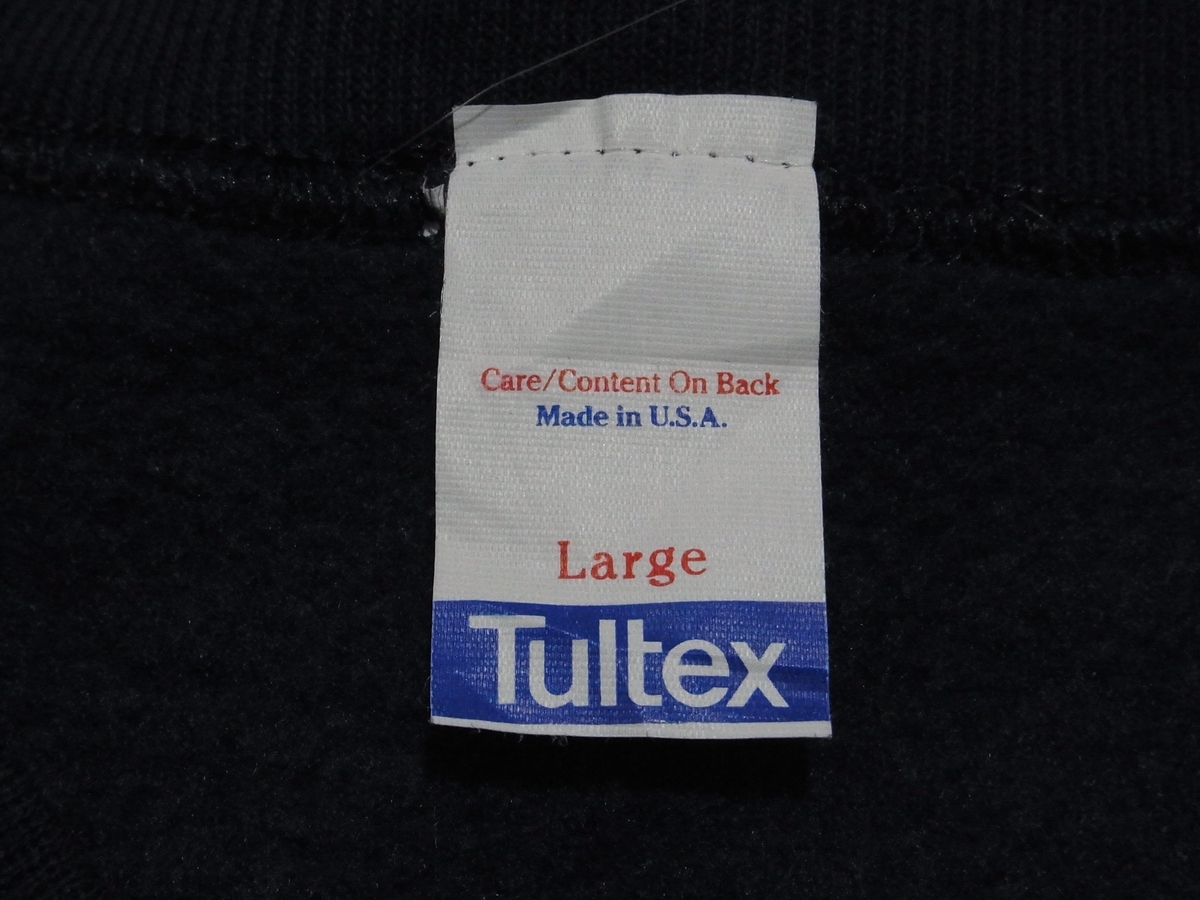 Care/Content On Back
Made in U.S.A.
Large
Tultex